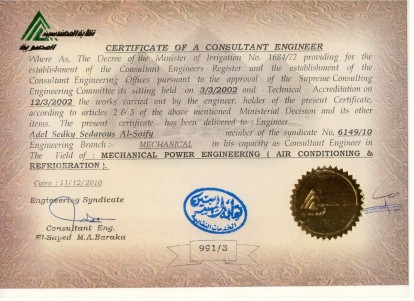 نقابة المهندسين
المصرية
CERTIFICATE OF A CONSULTANT ENGINEER
Where As, The Decree of the Minister of Irrigation No. 1684/72 providing for the
establishment of the Consultant Engineers Register and the establishment of the
Consultant Engineering Offices pursuant to the approval of the Supreme Consulting
Engineering Committee its sitting held on 3/3/2002 and Technical Accreditation on
12/3/2002 the works carried out by the engineer, holder of the present Certificate,
according to articles 2 & 5 of the above mentioned Ministerial Decision and its other
items. The present certificate has been delivered to : Engineer
Adel Sedky Sedarous Al-Soify member of the syndicate No, 6149/10
Engineering Branch :- MECHANICAL in his capacity as Consultant Engineer in
The Field of : MECHANICAL POWER ENGINEERING ( AIR CONDITIONING &
REFRIGERATION ).
Cairo : 11/12/2010
Engineering Syndicate
Consultant Eng.
El-Sayed M.A.Baraka
991/3